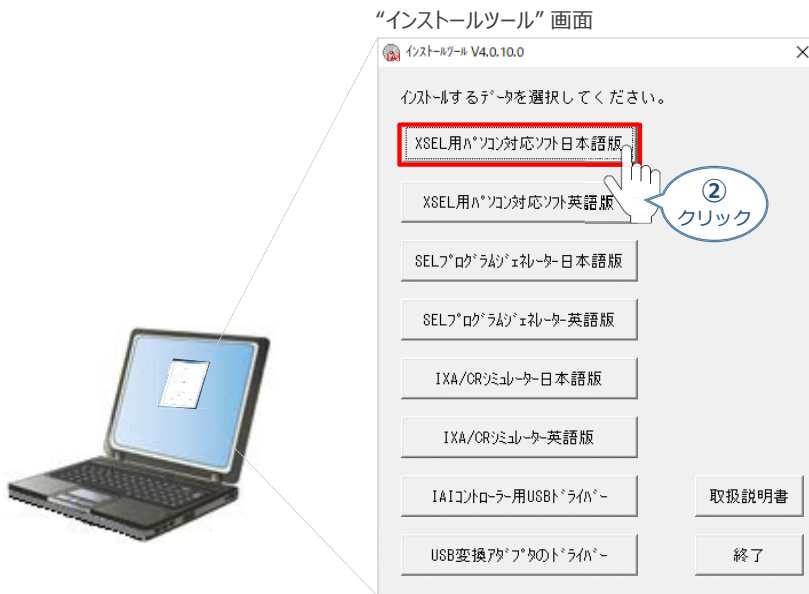 “インストールツール” 画面
ｲﾝｽﾄｰﾙﾂｰﾙ V4.0.10.0
ｲﾝｽﾄｰﾙするﾃﾞｰﾀを選択してください。
XSEL用ﾊﾟｿｺﾝ対応ｿﾌﾄ日本語版
XSEL用ﾊﾟｿｺﾝ対応ｿﾌﾄ英語版
②
クリック
SELﾌﾟﾛｸﾞﾗﾑｼﾞｪﾈﾚｰﾀｰ日本語版
SELﾌﾟﾛｸﾞﾗﾑｼﾞｪﾈﾚｰﾀｰ英語版
IXA/CRｼﾐｭﾚｰﾀｰ日本語版
IXA/CRｼﾐｭﾚｰﾀｰ英語版
IAIｺﾝﾄﾛｰﾗｰ用USBﾄﾞﾗｲﾊﾞｰ
取扱説明書
USB変換ｱﾀﾞﾌﾟﾀのﾄﾞﾗｲﾊﾞｰ
終了